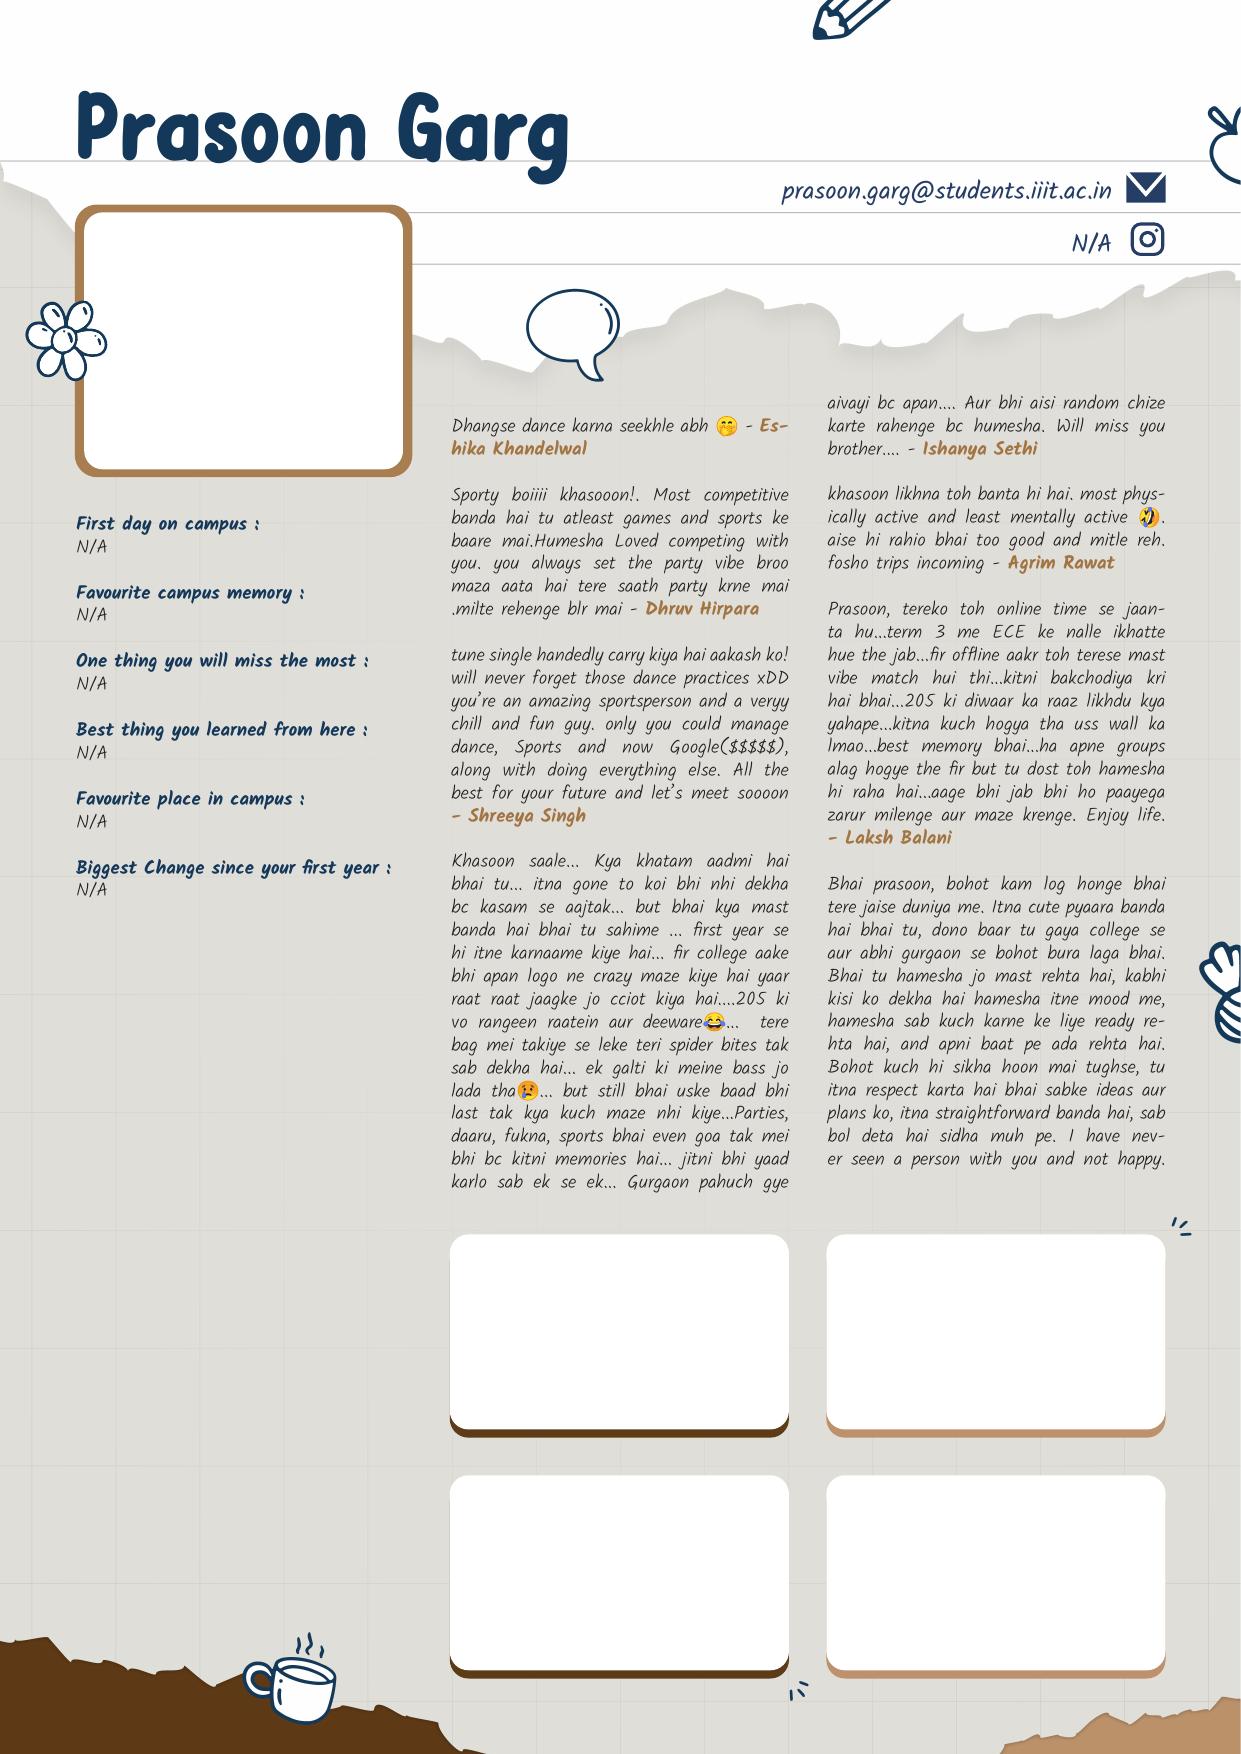 Prasoon Garg
prasoon.garg@students.iiit.ac.in
N/A
First day on campus :
N/A
Favourite campus memory :
N/A
One thing you will miss the most :
N/A
Best thing you learned from here :
N/A
Favourite place in campus :
N/A
Biggest Change since your first year :
N/A
Dhangse dance karna seekhle abh 🤭 - Es-
hika Khandelwal
Sporty boiiii khasooon!. Most competitive
banda hai tu atleast games and sports ke
baare mai.Humesha Loved competing with
you. you always set the party vibe broo
maza aata hai tere saath party krne mai
.milte rehenge blr mai - Dhruv Hirpara
tune single handedly carry kiya hai aakash ko!
will never forget those dance practices xDD
you're an amazing sportsperson and a veryy
chill and fun guy. only you could manage
dance, Sports and now Google($$$$$),
along with doing everything else. All the
best for your future and let's meet soooon
- Shreeya Singh
Khasoon saale... Kya khatam aadmi hai
bhai tu... itna gone to koi bhi nhi dekha
bc kasam se aajtak... but bhai kya mast
banda hai bhai tu sahime ... first year se
hi itne karnaame kiye hai... fir college aake
bhi apan logo ne crazy maze kiye hai yaar
raat raat jaagke jo cciot kiya hai....205 ki
vo rangeen raatein aur deeware😂... tere
bag mei takiye se leke teri spider bites tak
sab dekha hai... ek galti ki meine bass jo
lada tha😢... but still bhai uske baad bhi
last tak kya kuch maze nhi kiye...Parties,
daaru, fukna, sports bhai even goa tak mei
bhi bc kitni memories hai... jitni bhi yaad
karlo sab ek se ek... Gurgaon pahuch gye
aivayi bc apan.... Aur bhi aisi random chize
karte rahenge bc humesha. Will miss you
brother.... - Ishanya Sethi
khasoon likhna toh banta hi hai. most phys-
ically active and least mentally active 🤣.
aise hi rahio bhai too good and mitle reh.
fosho trips incoming - Agrim Rawat
Prasoon, tereko toh online time se jaan-
ta hu...term 3 me ECE ke nalle ikhatte
hue the jab...fir offline aakr toh terese mast
vibe match hui thi...kitni bakchodiya kri
hai bhai...205 ki diwaar ka raaz likhdu kya
yahape...kitna kuch hogya tha uss wall ka
lmao...best memory bhai...ha apne groups
alag hogye the fir but tu dost toh hamesha
hi raha hai...aage bhi jab bhi ho paayega
zarur milenge aur maze krenge. Enjoy life.
- Laksh Balani
Bhai prasoon, bohot kam log honge bhai
tere jaise duniya me. Itna cute pyaara banda
hai bhai tu, dono baar tu gaya college se
aur abhi gurgaon se bohot bura laga bhai.
Bhai tu hamesha jo mast rehta hai, kabhi
kisi ko dekha hai hamesha itne mood me,
hamesha sab kuch karne ke liye ready re-
hta hai, and apni baat pe ada rehta hai.
Bohot kuch hi sikha hoon mai tughse, tu
itna respect karta hai bhai sabke ideas aur
plans ko, itna straightforward banda hai, sab
bol deta hai sidha muh pe. I have nev-
er seen a person with you and not happy.